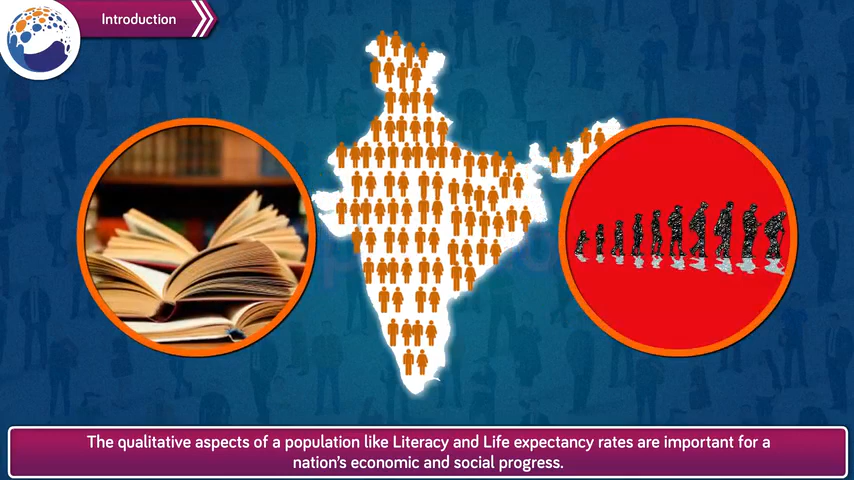 Introduction
The qualitative aspects of a population like Literacy and Life expectancy rates are important for a
nation's economic and social progress.